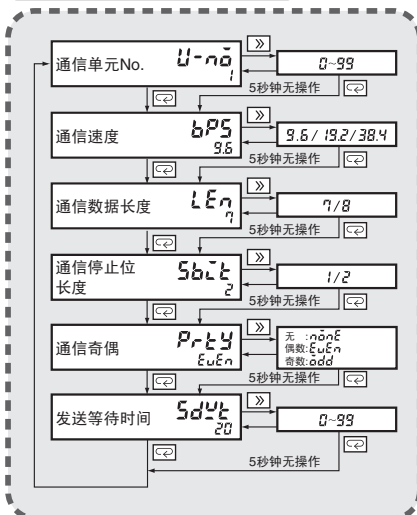 通信单元No. U-no 0~99
1
5秒钟无操作
通信速度 bPS 9.6 / 19.2 / 38.4
9.6
5秒钟无操作
通信数据长度 LEn 7/8
7
5秒钟无操作
通信停止位
长度 Sbit 1/2
2
5秒钟无操作
通信奇偶 PrtY 无 :nonE
EvEn 偶数:EvEn
奇数:odd
5秒钟无操作
发送等待时间 SdWt 0~99
20
5秒钟无操作